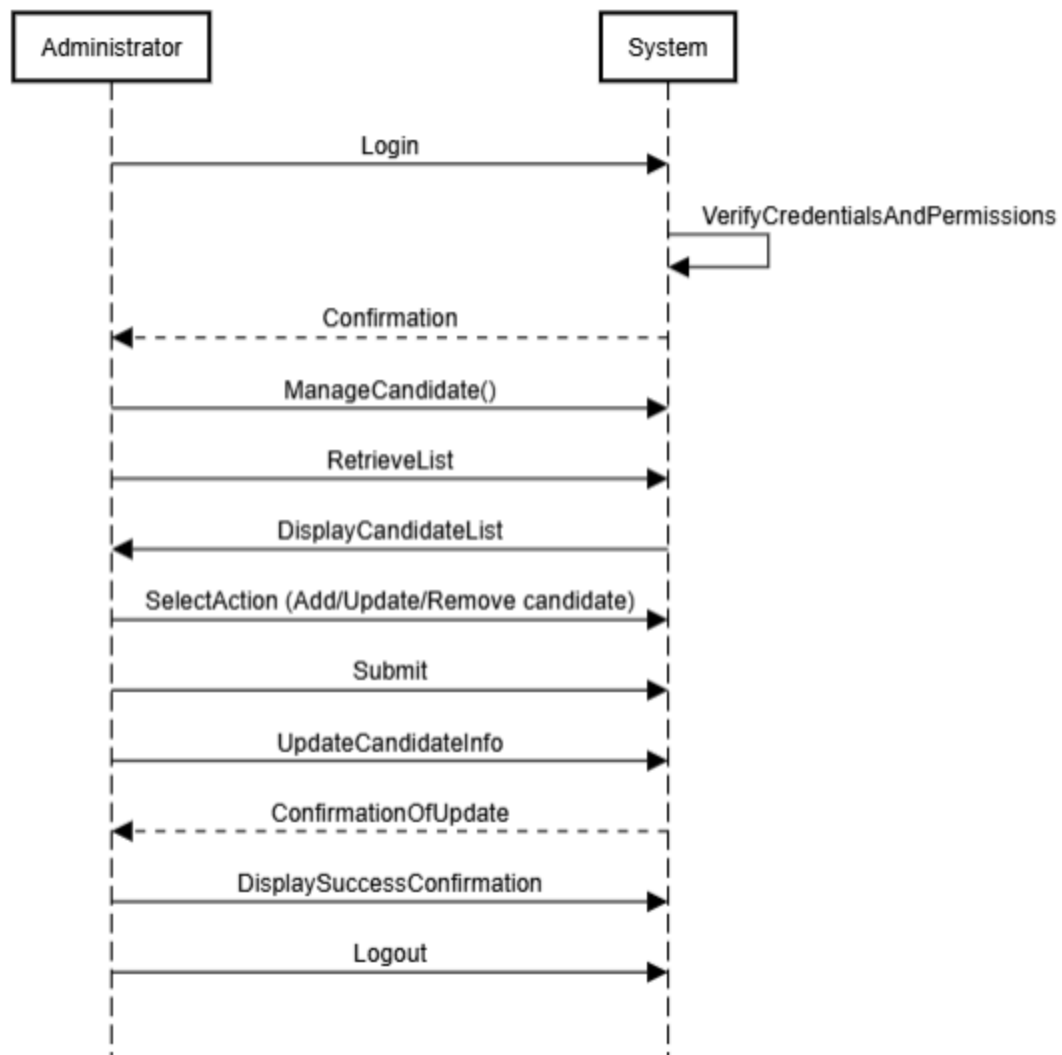 Administrator
System
Login
VerifyCredentialsAndPermissions
Confirmation
ManageCandidate()
RetrieveList
DisplayCandidateList
SelectAction (Add/Update/Remove candidate)
Submit
UpdateCandidateInfo
ConfirmationOfUpdate
DisplaySuccessConfirmation
Logout